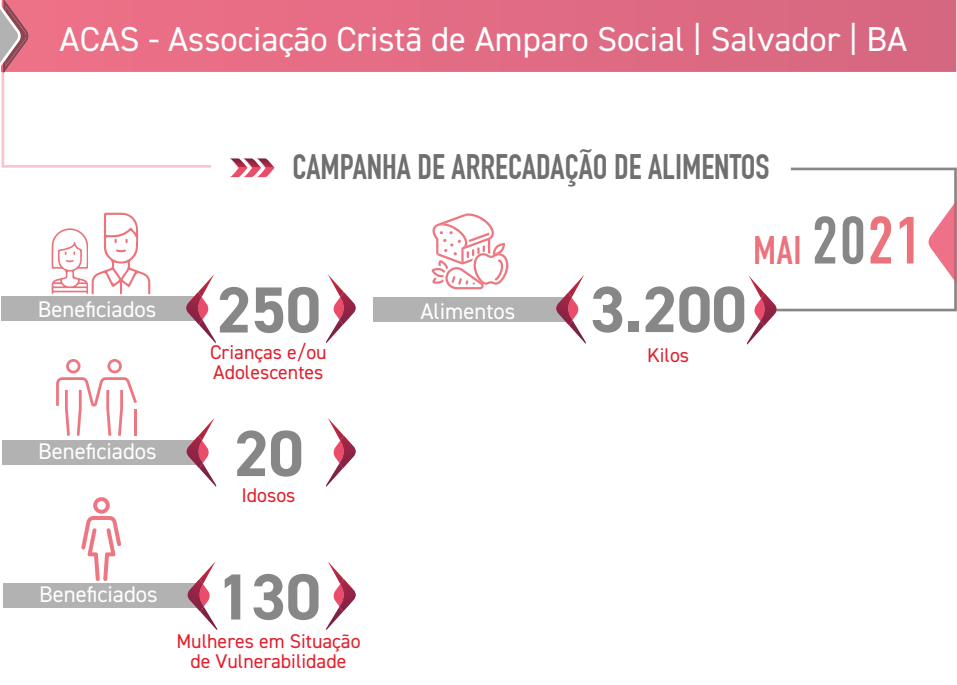 ACAS - Associação Cristã de Amparo Social | Salvador | BA
CAMPANHA DE ARRECADAÇÃO DE ALIMENTOS
MAI 2021
Beneficiados
250
Crianças e/ou
Adolescentes
Alimentos
3.200
Kilos
Beneficiados
20
Idosos
Beneficiados
130
Mulheres em Situação
de Vulnerabilidade